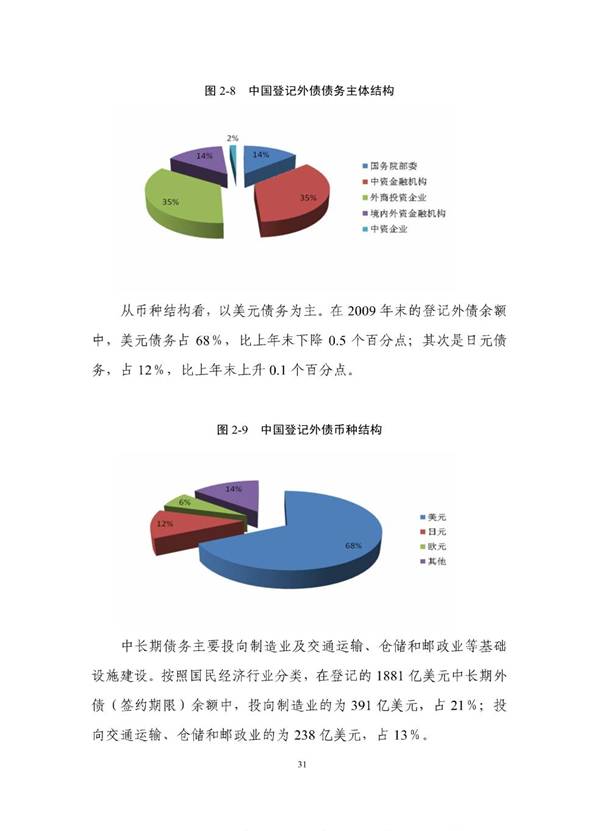 图 2-8 中国登记外债债务主体结构
2%
14%
14%
35%
35%
国务院部委
中资金融机构
外商投资企业
境内外资金融机构
中资企业
从币种结构看，以美元债务为主。在 2009 年末的登记外债余额
中，美元债务占 68％，比上年末下降 0.5 个百分点；其次是日元债
务，占 12％，比上年末上升 0.1 个百分点。
图 2-9 中国登记外债币种结构
14%
6%
12%
68%
美元
日元
欧元
其他
中长期债务主要投向制造业及交通运输、仓储和邮政业等基础
设施建设。按照国民经济行业分类，在登记的 1881 亿美元中长期外
债（签约期限）余额中，投向制造业的为 391 亿美元，占 21％；投
向交通运输、仓储和邮政业的为 238 亿美元，占 13％。
31